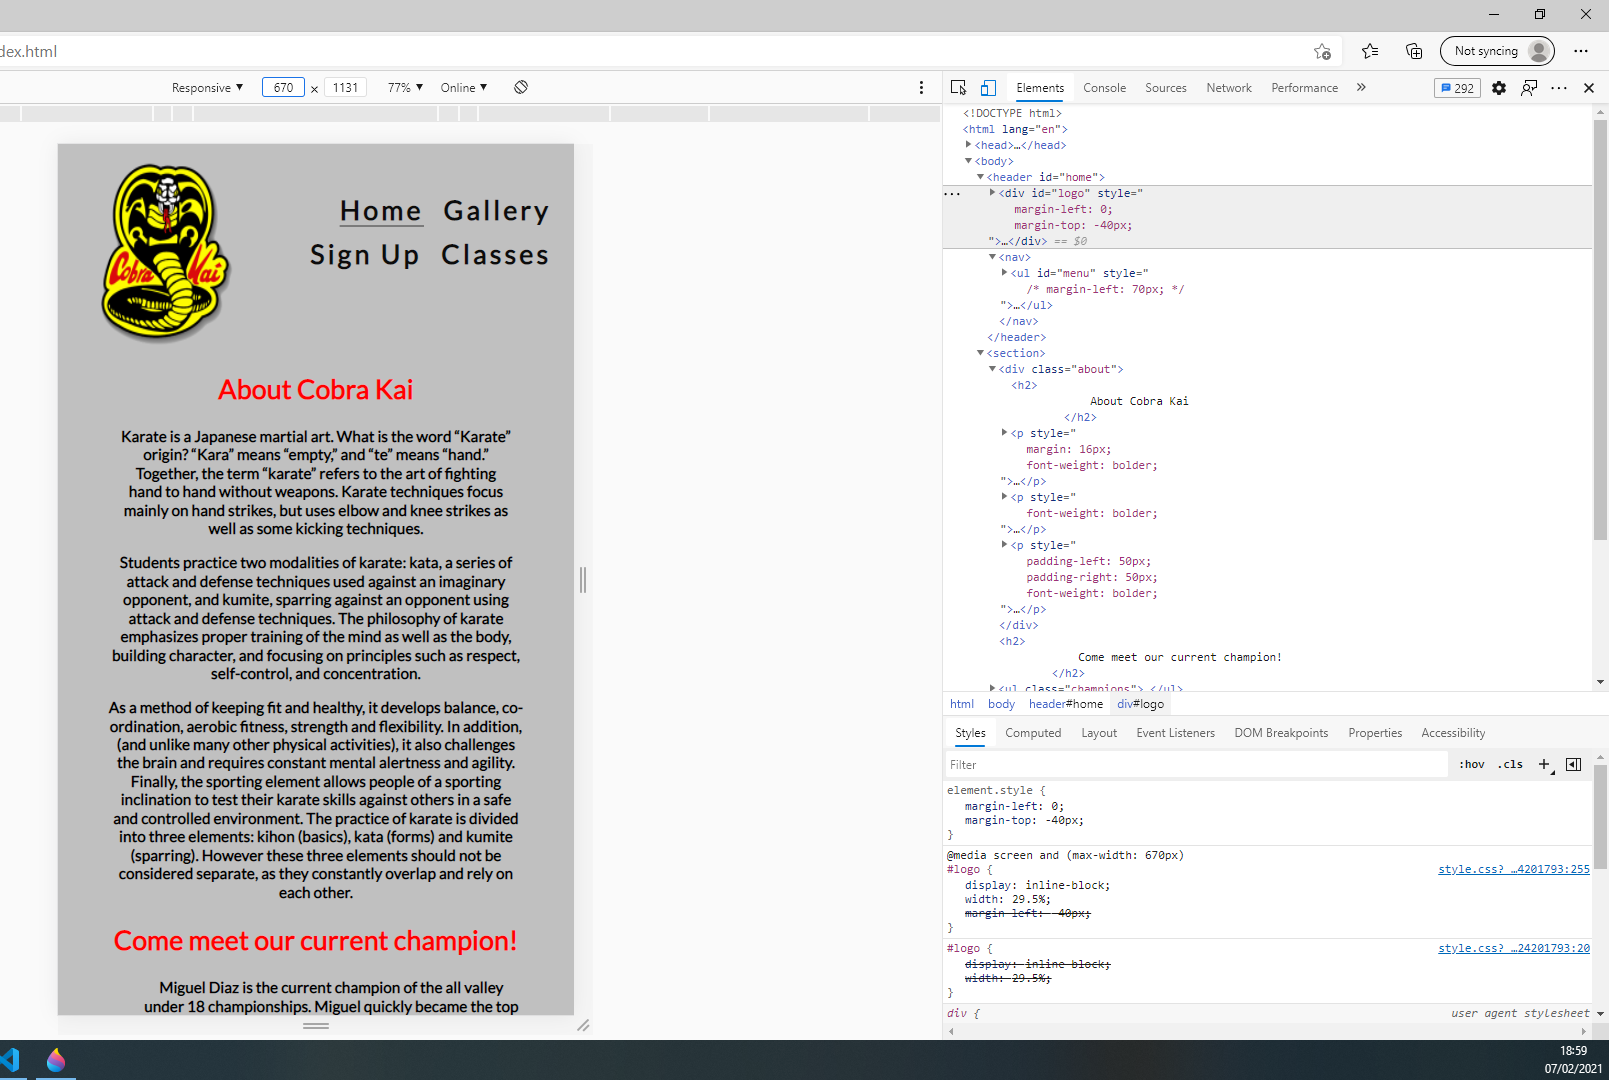 dex.html
Not syncing
Responsive ▼ 670 × 1131 77% ▼ Online ▼
Elements Console Sources Network Performance » 292
Cobra Kai
Home Gallery
Sign Up Classes
About Cobra Kai
Karate is a Japanese martial art. What is the word “Karate”
origin? “Kara” means “empty,” and “te” means “hand.”
Together, the term “karate” refers to the art of fighting
hand to hand without weapons. Karate techniques focus
mainly on hand strikes, but uses elbow and knee strikes as
well as some kicking techniques.
Students practice two modalities of karate: kata, a series of
attack and defense techniques used against an imaginary
opponent, and kumite, sparring against an opponent using
attack and defense techniques. The philosophy of karate
emphasizes proper training of the mind as well as the body,
building character, and focusing on principles such as respect,
self-control, and concentration.
As a method of keeping fit and healthy, it develops balance, co-
ordination, aerobic fitness, strength and flexibility. In addition,
(and unlike many other physical activities), it also challenges
the brain and requires constant mental alertness and agility.
Finally, the sporting element allows people of a sporting
inclination to test their karate skills against others in a safe
and controlled environment. The practice of karate is divided
into three elements: kihon (basics), kata (forms) and kumite
(sparring). However these three elements should not be
considered separate, as they constantly overlap and rely on
each other.
Come meet our current champion!
Miguel Diaz is the current champion of the all valley
under 18 championships. Miguel quickly became the top
<!DOCTYPE html>
<html lang="en">
<head>…</head>
<body>
<header id="home">
<div id="logo" style="
margin-left: 0;
margin-top: -40px;
">…</div> == $0
<nav>
<ul id="menu" style="
/* margin-left: 70px; */
">…</ul>
</nav>
</header>
<section>
<div class="about">
<h2>
About Cobra Kai
</h2>
<p style="
margin: 16px;
font-weight: bolder;
">…</p>
<p style="
font-weight: bolder;
">…</p>
<p style="
padding-left: 50px;
padding-right: 50px;
font-weight: bolder;
">…</p>
</div>
<h2>
Come meet our current champion!
</h2>
<ul class="champions">…</ul>
html body header#home div#logo
Styles Computed Layout Event Listeners DOM Breakpoints Properties Accessibility
Filter :hov .cls +
element.style {
margin-left: 0;
margin-top: -40px;
}
@media screen and (max-width: 670px)
#logo { style.css? …4201793:255
display: inline-block;
width: 29.5%;
margin-left: -40px;
}
#logo { style.css? …24201793:20
display: inline-block;
width: 29.5%;
}
div { user agent stylesheet
18:59
07/02/2021